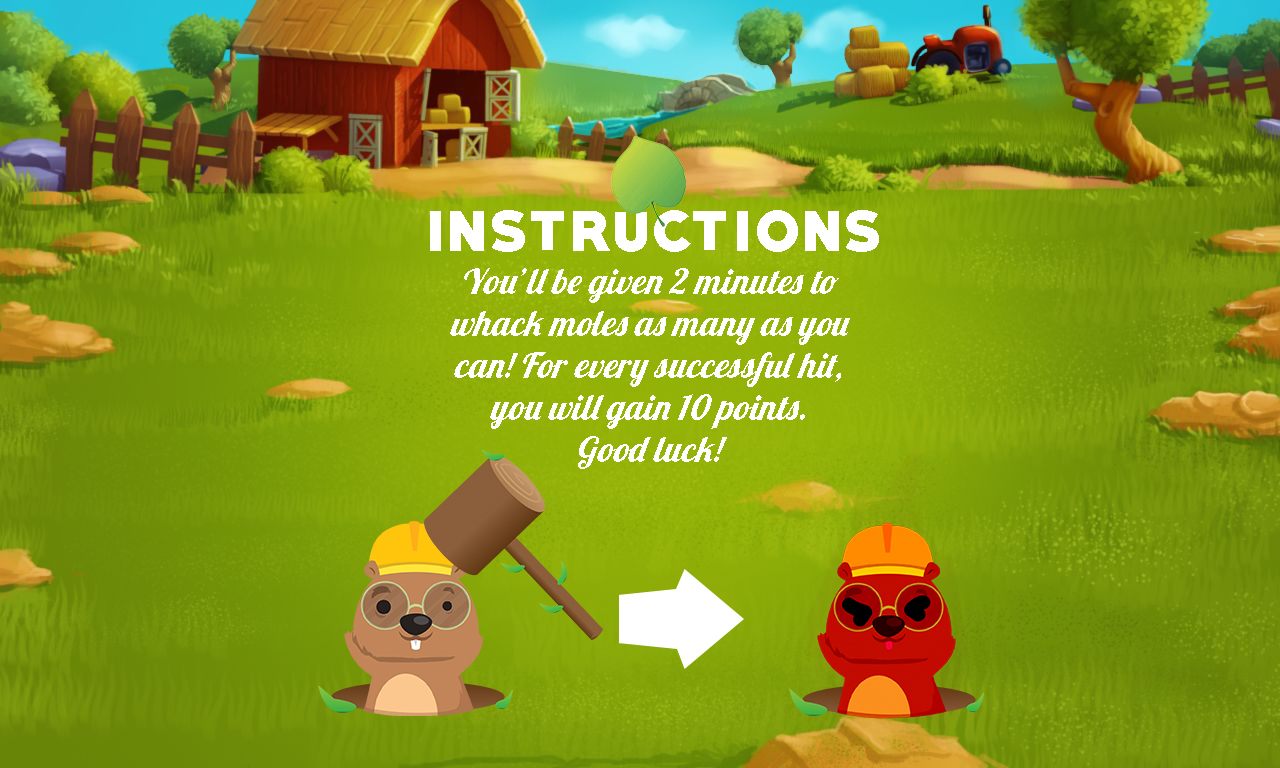 INSTRUCTIONS
You'll be given 2 minutes to
whack moles as many as you
can! For every successful hit,
you will gain 10 points.
Good luck!